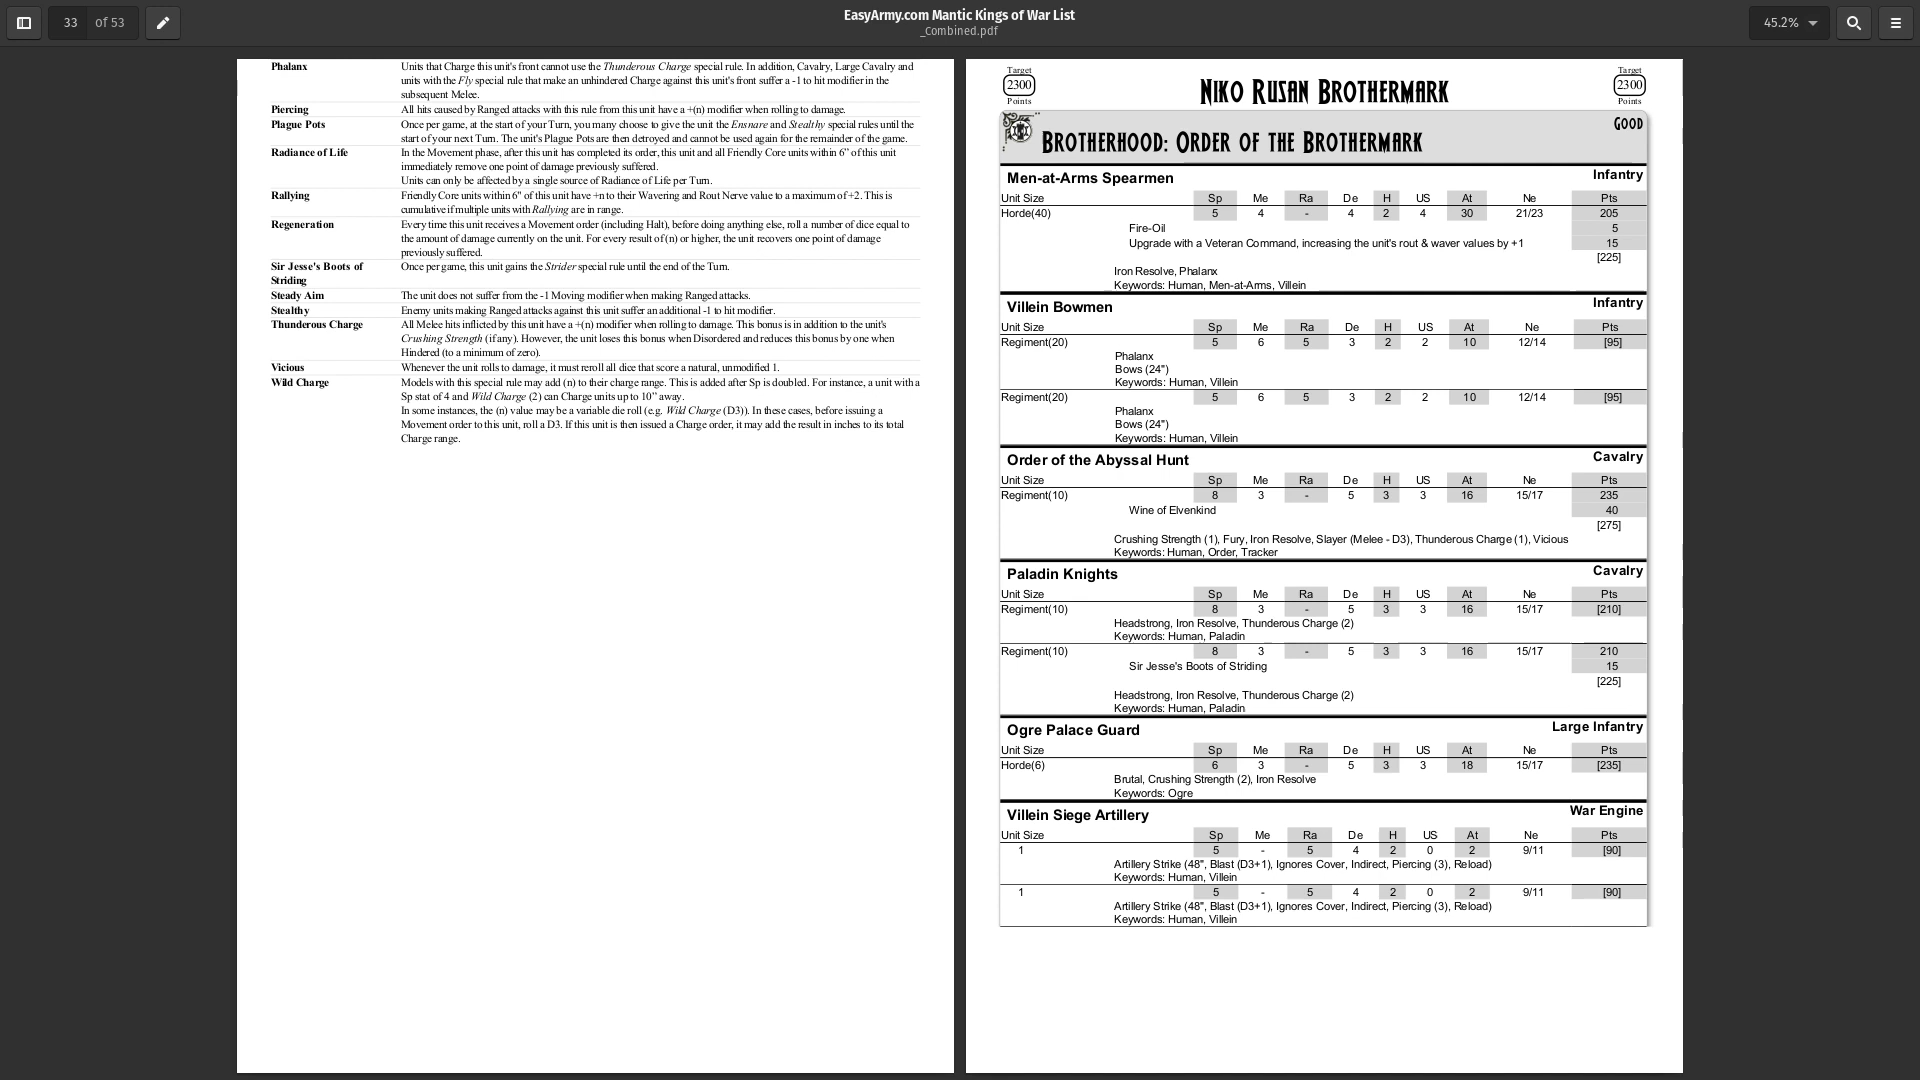 33 of 53
EasyArmy.com Mantic Kings of War List
_Combined.pdf
45.2%
Phalanx Units that Charge this unit's front cannot use the Thunderous Charge special rule. In addition, Cavalry, Large Cavalry and
units with the Fly special rule that make an unhindered Charge against this unit's front suffer a -1 to hit modifier in the
subsequent Melee.
Piercing All hits caused by Ranged attacks with this rule from this unit have a +(n) modifier when rolling to damage.
Plague Pots Once per game, at the start of your Turn, you many choose to give the unit the Ensnare and Stealthy special rules until the
start of your next Turn. The unit's Plague Pots are then detroyed and cannot be used again for the remainder of the game.
Radiance of Life In the Movement phase, after this unit has completed its order, this unit and all Friendly Core units within 6” of this unit
immediately remove one point of damage previously suffered.
Units can only be affected by a single source of Radiance of Life per Turn.
Rallying Friendly Core units within 6" of this unit have +n to their Wavering and Rout Nerve value to a maximum of +2. This is
cumulative if multiple units with Rallying are in range.
Regeneration Every time this unit receives a Movement order (including Halt), before doing anything else, roll a number of dice equal to
the amount of damage currently on the unit. For every result of (n) or higher, the unit recovers one point of damage
previously suffered.
Sir Jesse's Boots of Once per game, this unit gains the Strider special rule until the end of the Turn.
Striding
Steady Aim The unit does not suffer from the -1 Moving modifier when making Ranged attacks.
Stealthy Enemy units making Ranged attacks against this unit suffer an additional -1 to hit modifier.
Thunderous Charge All Melee hits inflicted by this unit have a +(n) modifier when rolling to damage. This bonus is in addition to the unit's
Crushing Strength (if any). However, the unit loses this bonus when Disordered and reduces this bonus by one when
Hindered (to a minimum of zero).
Vicious Whenever the unit rolls to damage, it must reroll all dice that score a natural, unmodified 1.
Wild Charge Models with this special rule may add (n) to their charge range. This is added after Sp is doubled. For instance, a unit with a
Sp stat of 4 and Wild Charge (2) can Charge units up to 10” away.
In some instances, the (n) value may be a variable die roll (e.g. Wild Charge (D3)). In these cases, before issuing a
Movement order to this unit, roll a D3. If this unit is then issued a Charge order, it may add the result in inches to its total
Charge range.
Target
2300
Points
Niko Rusan Brothermark
Target
2300
Points
Brotherhood: Order of the Brothermark Good
Men-at-Arms Spearmen Infantry
Unit Size Sp Me Ra De H US At Ne Pts
Horde(40) 5 4 - 4 2 4 30 21/23 205
Fire-Oil 5
Upgrade with a Veteran Command, increasing the unit's rout & waver values by +1 15
[225]
Iron Resolve, Phalanx
Keywords: Human, Men-at-Arms, Villein
Villein Bowmen Infantry
Unit Size Sp Me Ra De H US At Ne Pts
Regiment(20) 5 6 5 3 2 2 10 12/14 [95]
Phalanx
Bows (24")
Keywords: Human, Villein
Regiment(20) 5 6 5 3 2 2 10 12/14 [95]
Phalanx
Bows (24")
Keywords: Human, Villein
Order of the Abyssal Hunt Cavalry
Unit Size Sp Me Ra De H US At Ne Pts
Regiment(10) 8 3 - 5 3 3 16 15/17 235
Wine of Elvenkind 40
[275]
Crushing Strength (1), Fury, Iron Resolve, Slayer (Melee - D3), Thunderous Charge (1), Vicious
Keywords: Human, Order, Tracker
Paladin Knights Cavalry
Unit Size Sp Me Ra De H US At Ne Pts
Regiment(10) 8 3 - 5 3 3 16 15/17 [210]
Headstrong, Iron Resolve, Thunderous Charge (2)
Keywords: Human, Paladin
Regiment(10) 8 3 - 5 3 3 16 15/17 210
Sir Jesse's Boots of Striding 15
[225]
Headstrong, Iron Resolve, Thunderous Charge (2)
Keywords: Human, Paladin
Ogre Palace Guard Large Infantry
Unit Size Sp Me Ra De H US At Ne Pts
Horde(6) 6 3 - 5 3 3 18 15/17 [235]
Brutal, Crushing Strength (2), Iron Resolve
Keywords: Ogre
Villein Siege Artillery War Engine
Unit Size Sp Me Ra De H US At Ne Pts
1 5 - 5 4 2 0 2 9/11 [90]
Artillery Strike (48", Blast (D3+1), Ignores Cover, Indirect, Piercing (3), Reload)
Keywords: Human, Villein
1 5 - 5 4 2 0 2 9/11 [90]
Artillery Strike (48", Blast (D3+1), Ignores Cover, Indirect, Piercing (3), Reload)
Keywords: Human, Villein